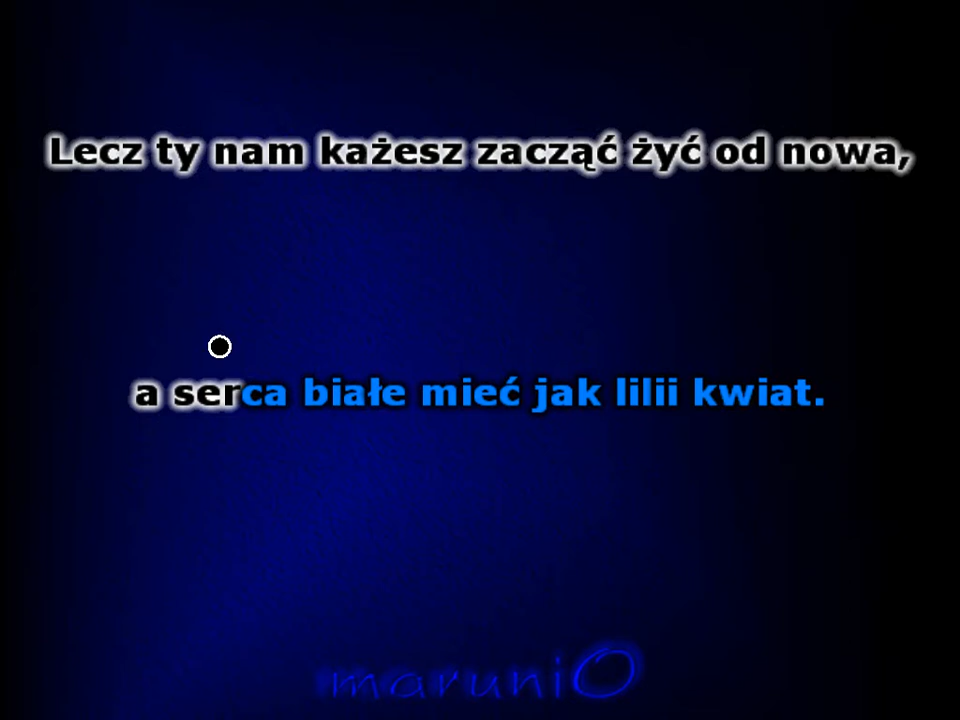 Lecz ty nam każesz zacząć żyć od nowa,
a serca białe mieć jak lilii kwiat.
maruniO